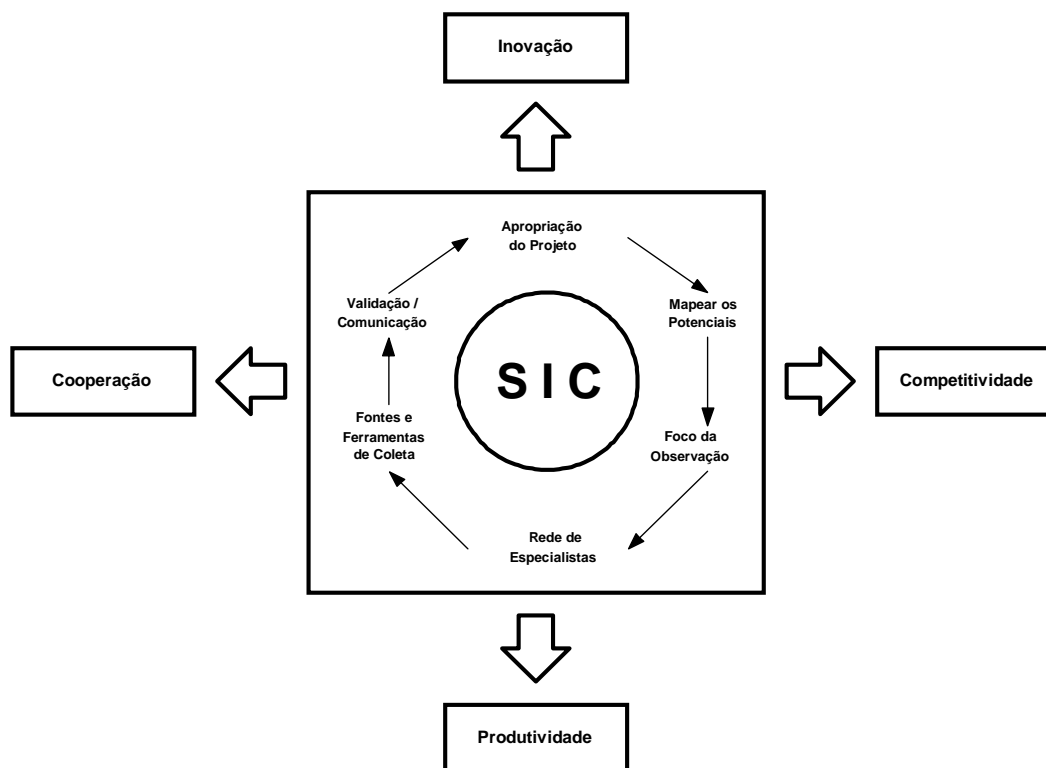 Inovação
Apropriação
do Projeto
Validação /
Comunicação
Mapear os
Potenciais
S I C
Cooperação
Competitividade
Fontes e
Ferramentas
de Coleta
Foco da
Observação
Rede de
Especialistas
Produtividade